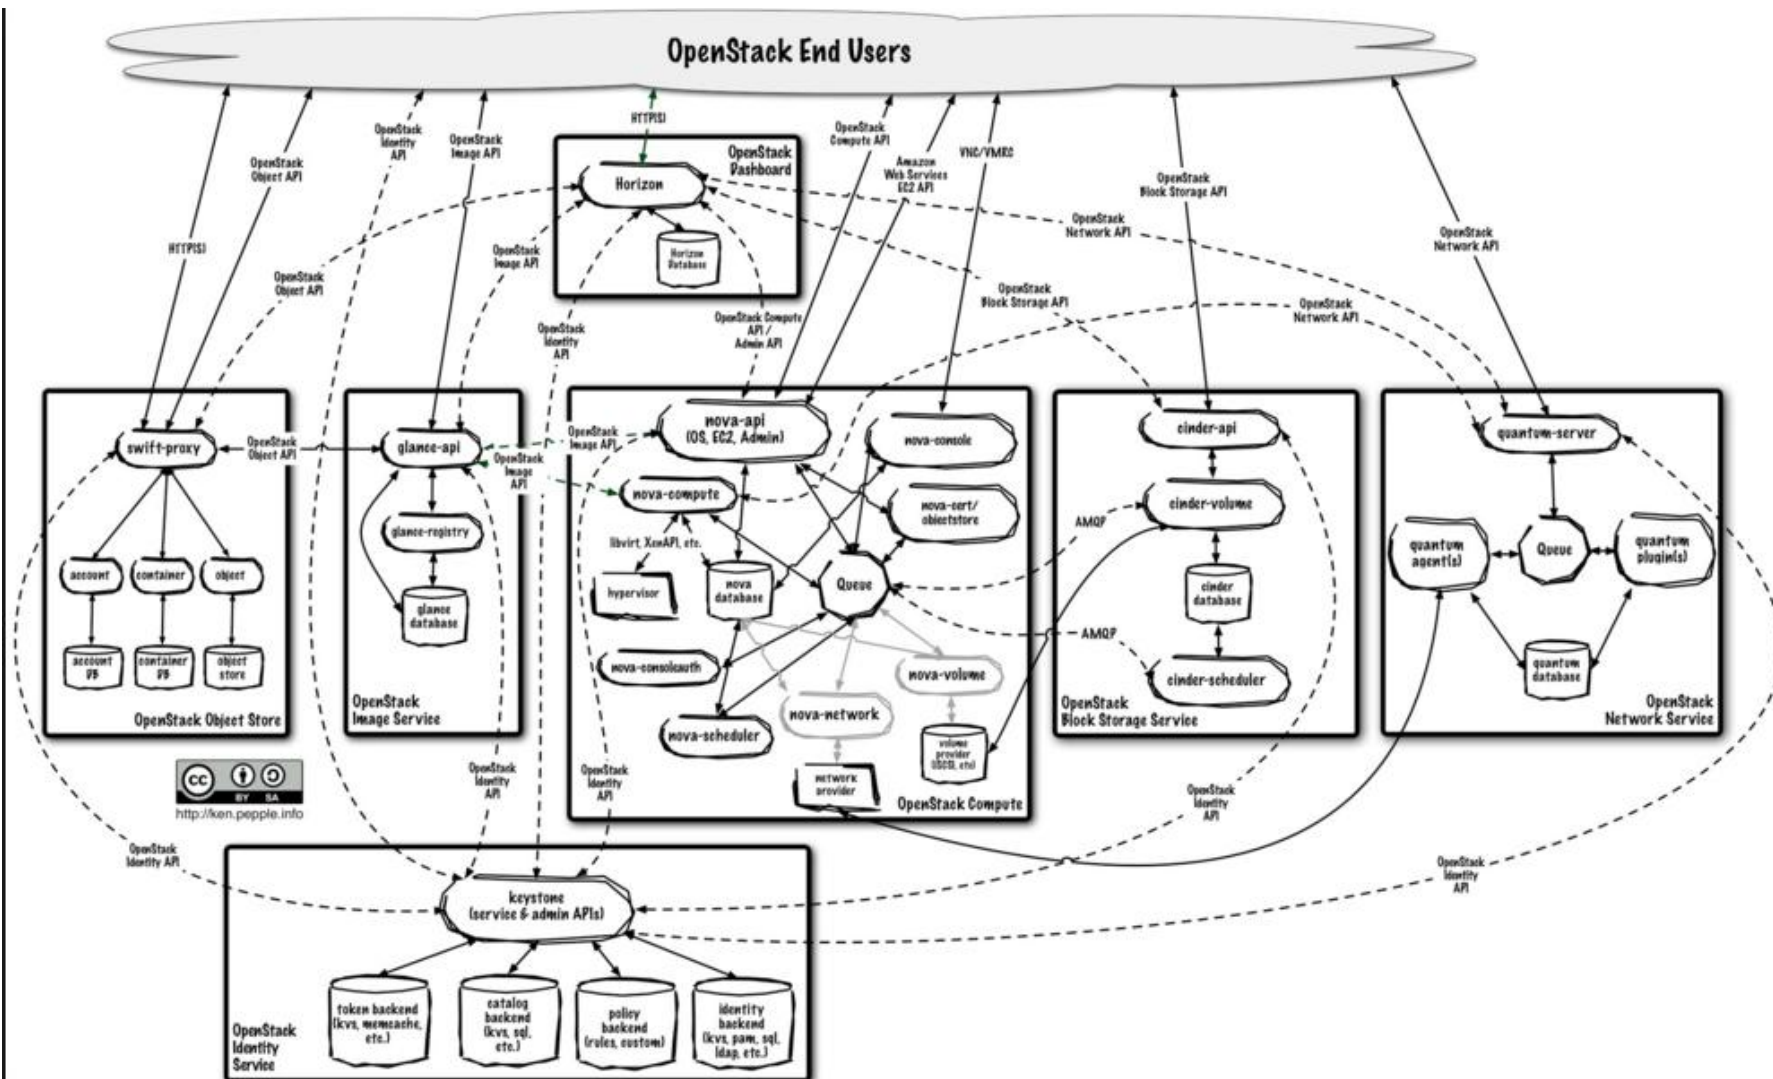 OpenStack End Users
HTTP(S)
OpenStack
Object API
OpenStack
Identity
API
OpenStack
Image API
HTTP(S)
OpenStack
Compute API
Amazon
Web Services
EC2 API
VNC/VMRC
OpenStack
Block Storage API
OpenStack
Network API
OpenStack
Dashboard
Horizon
Horizon
Database
OpenStack
Object API
OpenStack
Image API
OpenStack
Identity
API
OpenStack Compute
API /
Admin API
OpenStack
Block Storage API
OpenStack
Network API
OpenStack
Network API
swift-proxy
OpenStack
Object API
account
container
object
account
DB
container
DB
object
store
OpenStack Object Store
glance-api
glance-registry
glance
database
OpenStack
Image Service
OpenStack
Image API
OpenStack
Image
API
nova-api
(OS, EC2, Admin)
nova-console
nova-compute
nova-cert/
objectstore
libvirt, XenAPI, etc.
hypervisor
nova
database
Queue
nova-consoleauth
nova-volume
nova-network
nova-scheduler
volume
provider
(iSCSI, etc)
network
provider
OpenStack Compute
cinder-api
cinder-volume
AMQP
cinder
database
AMQP
cinder-scheduler
OpenStack
Block Storage Service
quantum-server
quantum
agent(s)
Queue
quantum
plugin(s)
quantum
database
OpenStack
Network Service
cc
BY SA
http://ken.pepple.info
OpenStack
Identity API
OpenStack
Identity
API
OpenStack
Identity
API
OpenStack
Identity
API
OpenStack
Identity
API
keystone
(service & admin APIs)
token backend
(kvs, memcache,
etc.)
catalog
backend
(kvs, sql,
etc.)
policy
backend
(rules, custom)
identity
backend
(kvs, pam, sql,
ldap, etc.)
OpenStack
Identity
Service